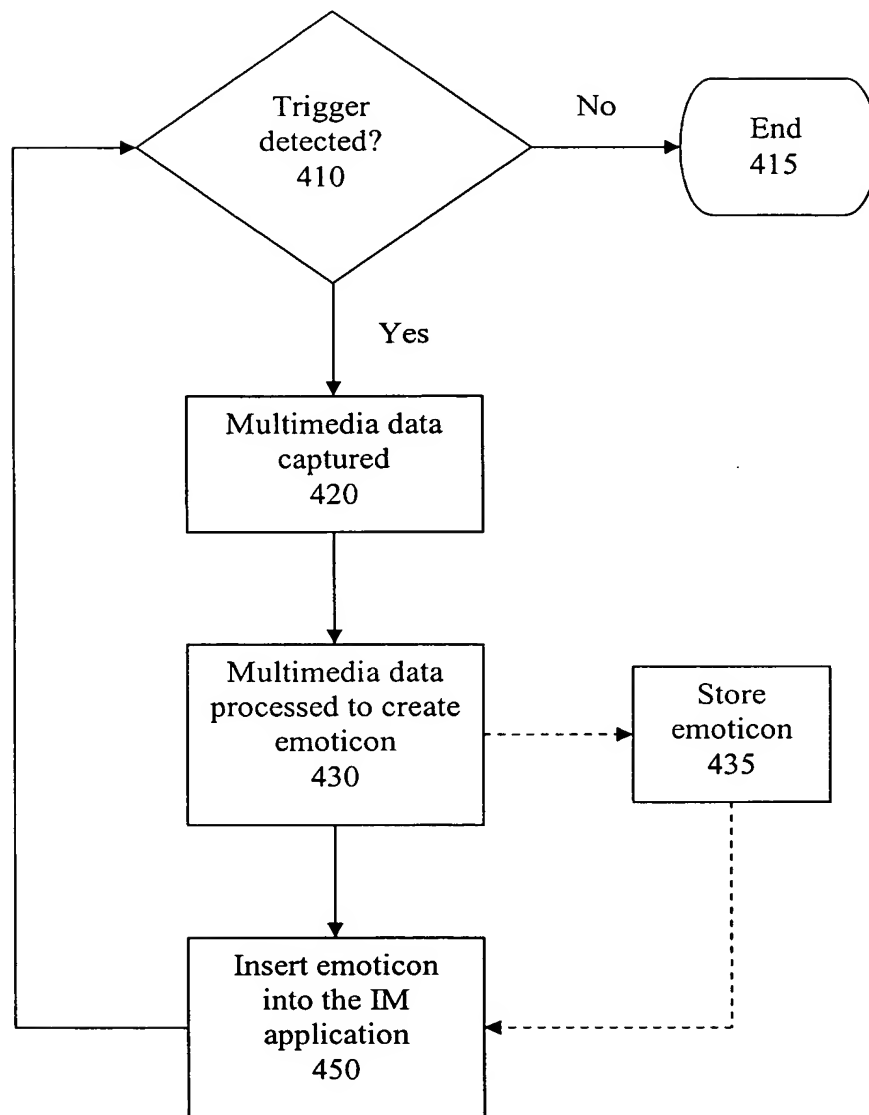 Trigger
detected?
410
No
End
415
Yes
Multimedia data
captured
420
Multimedia data
processed to create
emoticon
430
Store
emoticon
435
Insert emoticon
into the IM
application
450